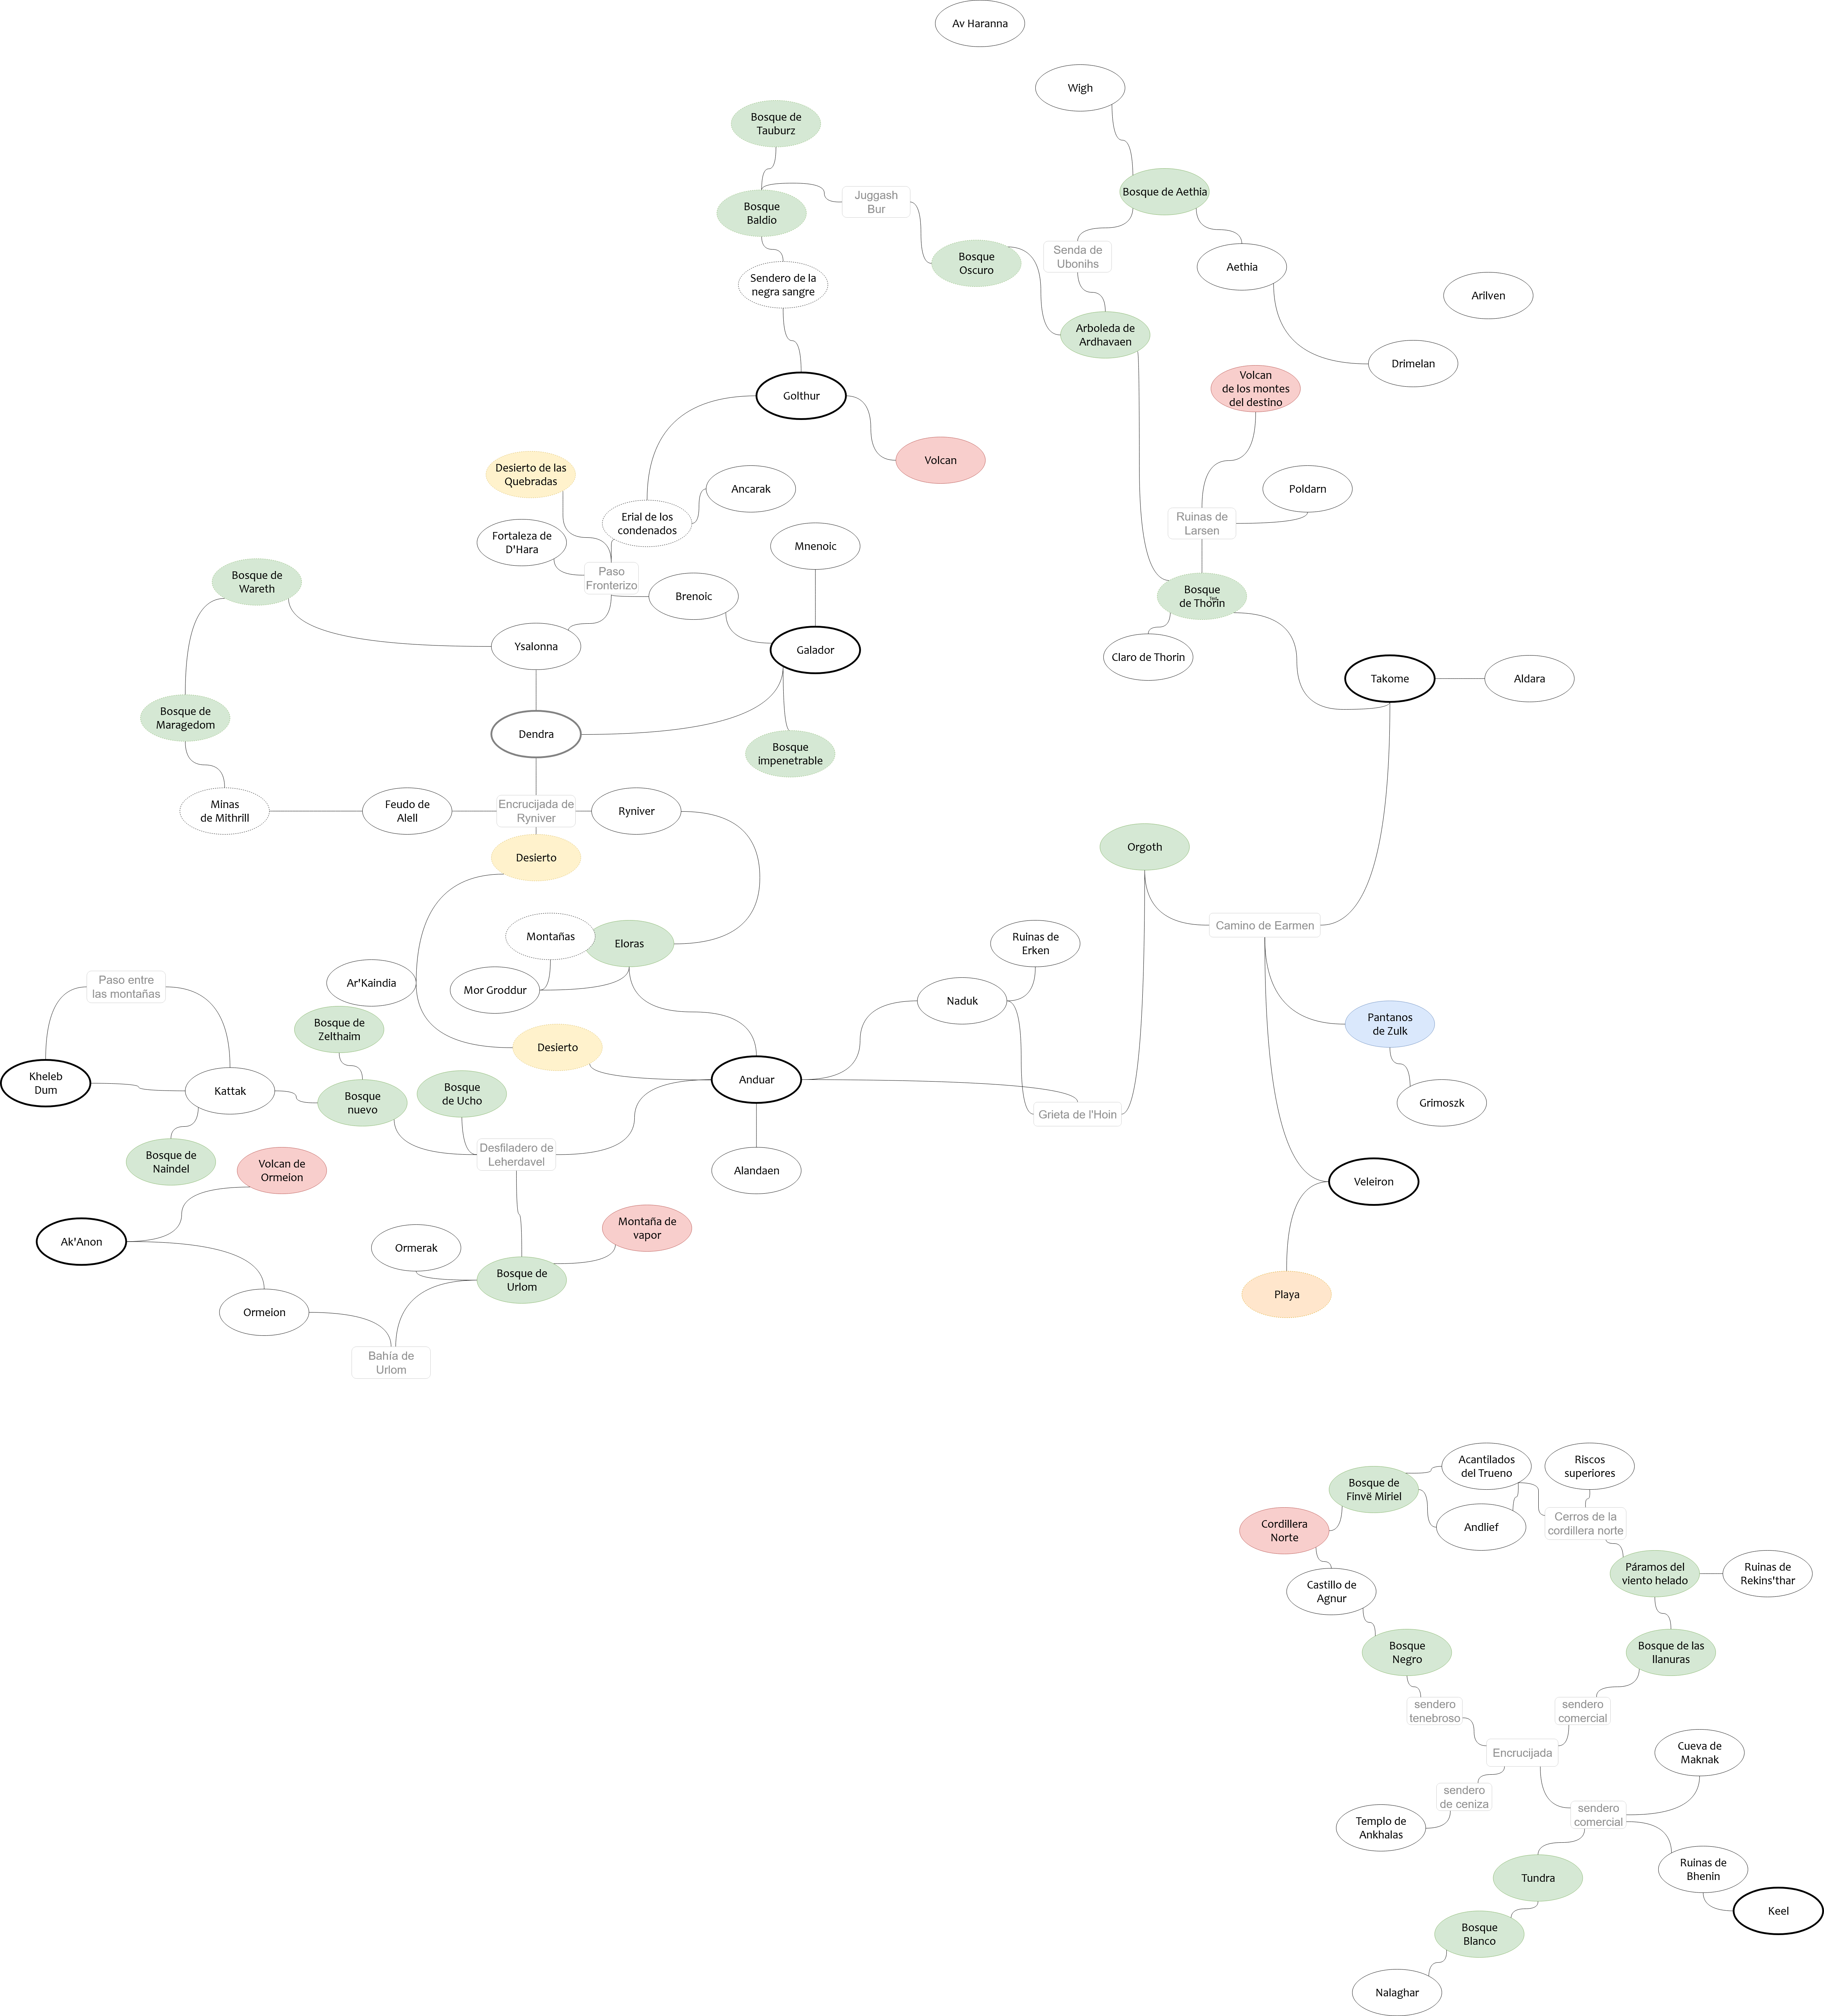 Av Haranna
Wigh
Bosque de
Tauburz
Bosque de Aethia
Juggash
Bur
Bosque
Baldio
Senda de
Ubonihs
Bosque
Oscuro
Aethia
Sendero de la
negra sangre
Arilven
Arboleda de
Ardhavaen
Drimelan
Volcan
de los montes
del destino
Golthur
Volcan
Desierto de las
Quebradas
Ancarak
Poldarn
Erial de los
condenados
Ruinas de
Larsen
Fortaleza de
D'Hara
Mnenoic
Paso
Fronterizo
Bosque de
Wareth
Brenoic
Bosque
de Thorin
Text
Ysalonna
Galador
Claro de Thorin
Takome
Aldara
Bosque de
Maragedom
Dendra
Bosque
impenetrable
Minas
de Mithrill
Feudo de
Alell
Encrucijada de
Ryniver
Ryniver
Desierto
Orgoth
Camino de Earmen
Montañas
Eloras
Ruinas de
Erken
Paso entre
las montañas
Ar'Kaindia
Mor Groddur
Naduk
Bosque de
Zelthaim
Pantanos
de Zulk
Desierto
Kheleb
Dum
Kattak
Bosque
nuevo
Bosque
de Ucho
Anduar
Grieta de l'Hoin
Grimoszk
Bosque de
Naindel
Volcan de
Ormeion
Desfiladero de
Leherdavel
Alandaen
Veleiron
Ak'Anon
Ormerak
Montaña de
vapor
Bosque de
Urlom
Playa
Ormeion
Bahía de
Urlom
Acantilados
del Trueno
Riscos
superiores
Bosque de
Finvë Miriel
Cordillera
Norte
Andlief
Cerros de la
cordillera norte
Páramos del
viento helado
Ruinas de
Rekins'thar
Castillo de
Agnur
Bosque
Negro
Bosque de las
llanuras
sendero
tenebroso
sendero
comercial
Encrucijada
Cueva de
Maknak
sendero
de ceniza
sendero
comercial
Templo de
Ankhalas
Ruinas de
Bhenin
Tundra
Keel
Bosque
Blanco
Nalaghar